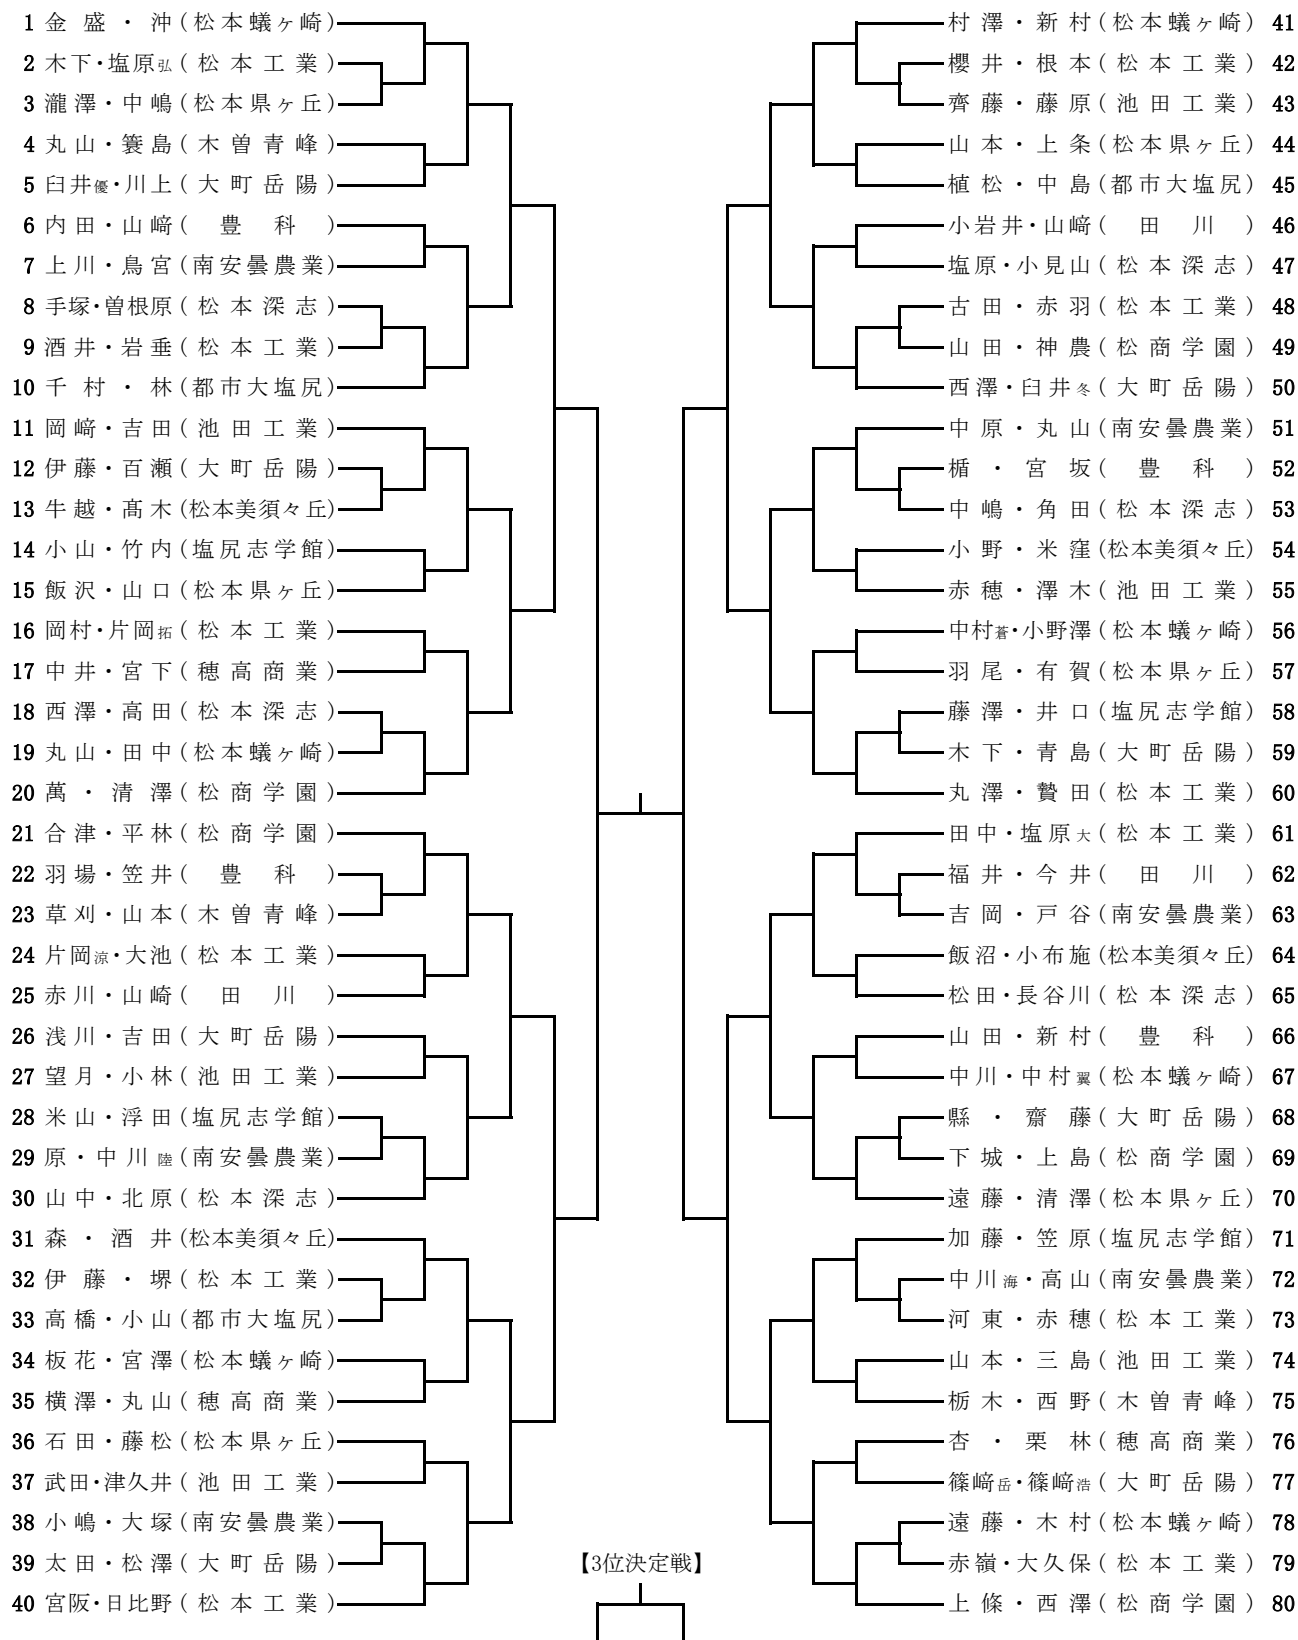 1 金盛・沖(松本蟻ヶ崎)
2 木下・塩原弘(松本工業)
3 瀧澤・中嶋(松本県ヶ丘)
4 丸山・簑島(木曽青峰)
5 臼井優・川上(大町岳陽)
6 内田・山﨑(豊科)
7 上川・鳥宮(南安曇農業)
8 手塚・曽根原(松本深志)
9 酒井・岩垂(松本工業)
10 千村・林(都市大塩尻)
11 岡﨑・吉田(池田工業)
12 伊藤・百瀬(大町岳陽)
13 牛越・髙木(松本美須々丘)
14 小山・竹内(塩尻志学館)
15 飯沢・山口(松本県ヶ丘)
16 岡村・片岡拓(松本工業)
17 中井・宮下(穂高商業)
18 西澤・高田(松本深志)
19 丸山・田中(松本蟻ヶ崎)
20 萬・清澤(松商学園)
21 合津・平林(松商学園)
22 羽場・笠井(豊科)
23 草刈・山本(木曽青峰)
24 片岡涼・大池(松本工業)
25 赤川・山崎(田川)
26 浅川・吉田(大町岳陽)
27 望月・小林(池田工業)
28 米山・浮田(塩尻志学館)
29 原・中川陸(南安曇農業)
30 山中・北原(松本深志)
31 森・酒井(松本美須々丘)
32 伊藤・堺(松本工業)
33 高橋・小山(都市大塩尻)
34 板花・宮澤(松本蟻ヶ崎)
35 横澤・丸山(穂高商業)
36 石田・藤松(松本県ヶ丘)
37 武田・津久井(池田工業)
38 小嶋・大塚(南安曇農業)
39 太田・松澤(大町岳陽)
40 宮阪・日比野(松本工業)
【3位決定戦】
村澤・新村(松本蟻ヶ崎) 41
櫻井・根本(松本工業) 42
齊藤・藤原(池田工業) 43
山本・上条(松本県ヶ丘) 44
植松・中島(都市大塩尻) 45
小岩井・山﨑(田川) 46
塩原・小見山(松本深志) 47
古田・赤羽(松本工業) 48
山田・神農(松商学園) 49
西澤・臼井冬(大町岳陽) 50
中原・丸山(南安曇農業) 51
楯・宮坂(豊科) 52
中嶋・角田(松本深志) 53
小野・米窪(松本美須々丘) 54
赤穂・澤木(池田工業) 55
中村蒼・小野澤(松本蟻ヶ崎) 56
羽尾・有賀(松本県ヶ丘) 57
藤澤・井口(塩尻志学館) 58
木下・青島(大町岳陽) 59
丸澤・贄田(松本工業) 60
田中・塩原大(松本工業) 61
福井・今井(田川) 62
吉岡・戸谷(南安曇農業) 63
飯沼・小布施(松本美須々丘) 64
松田・長谷川(松本深志) 65
山田・新村(豊科) 66
中川・中村翼(松本蟻ヶ崎) 67
縣・齋藤(大町岳陽) 68
下城・上島(松商学園) 69
遠藤・清澤(松本県ヶ丘) 70
加藤・笠原(塩尻志学館) 71
中川海・高山(南安曇農業) 72
河東・赤穂(松本工業) 73
山本・三島(池田工業) 74
栃木・西野(木曽青峰) 75
杏・栗林(穂高商業) 76
篠﨑岳・篠﨑浩(大町岳陽) 77
遠藤・木村(松本蟻ヶ崎) 78
赤嶺・大久保(松本工業) 79
上條・西澤(松商学園) 80